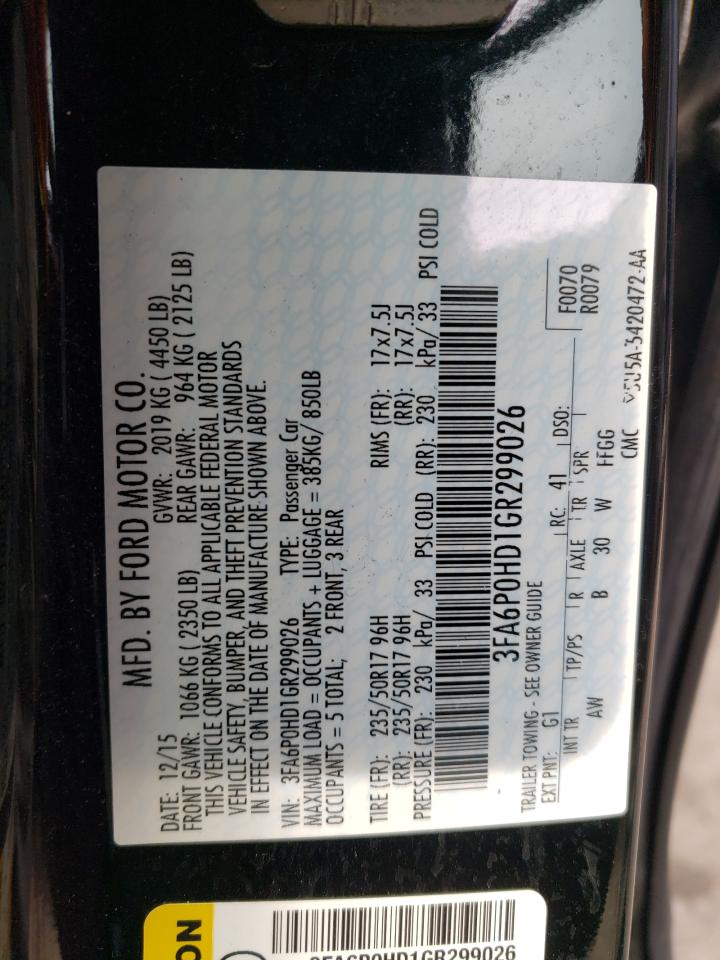 MFD. BY FORD MOTOR CO.
DATE: 12/15 GVWR: 2019 KG ( 4450 LB)
FRONT GAWR: 1066 KG ( 2350 LB) REAR GAWR: 964 KG ( 2125 LB)
THIS VEHICLE CONFORMS TO ALL APPLICABLE FEDERAL MOTOR
VEHICLE SAFETY, BUMPER, AND THEFT PREVENTION STANDARDS
IN EFFECT ON THE DATE OF MANUFACTURE SHOWN ABOVE.
VIN: 3FA6P0HD1GR299026 TYPE: Passenger Car
MAXIMUM LOAD = OCCUPANTS + LUGGAGE = 385KG/ 850LB
OCCUPANTS = 5 TOTAL; 2 FRONT, 3 REAR
TIRE (FR): 235/50R17 96H RIMS (FR): 17x7.5J
(RR): 235/50R17 96H (RR): 17x7.5J
PRESSURE (FR): 230 kPa/ 33 PSI COLD (RR): 230 kPa/ 33 PSI COLD
3FA6P0HD1GR299026
TRAILER TOWING - SEE OWNER GUIDE
F0070
EXT PNT: G1 RC: 41 DSO: R0079
INT TR TP/PS R AXLE TR SPR
AW B 30 W FFGG
CMC 5U5A-3420472-AA
ON
3FA6P0HD1GR299026